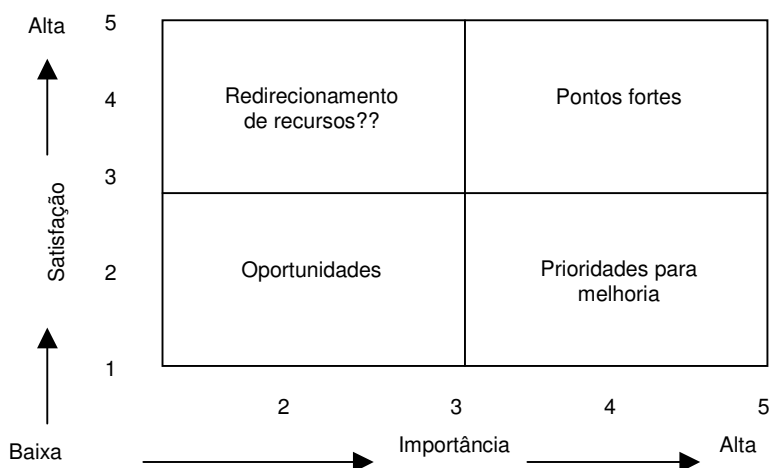 Alta
5
4
3
2
1
Satisfação
Redirecionamento
de recursos??
Pontos fortes
Oportunidades
Prioridades para
melhoria
2
3
4
5
Baixa
Importância
Alta